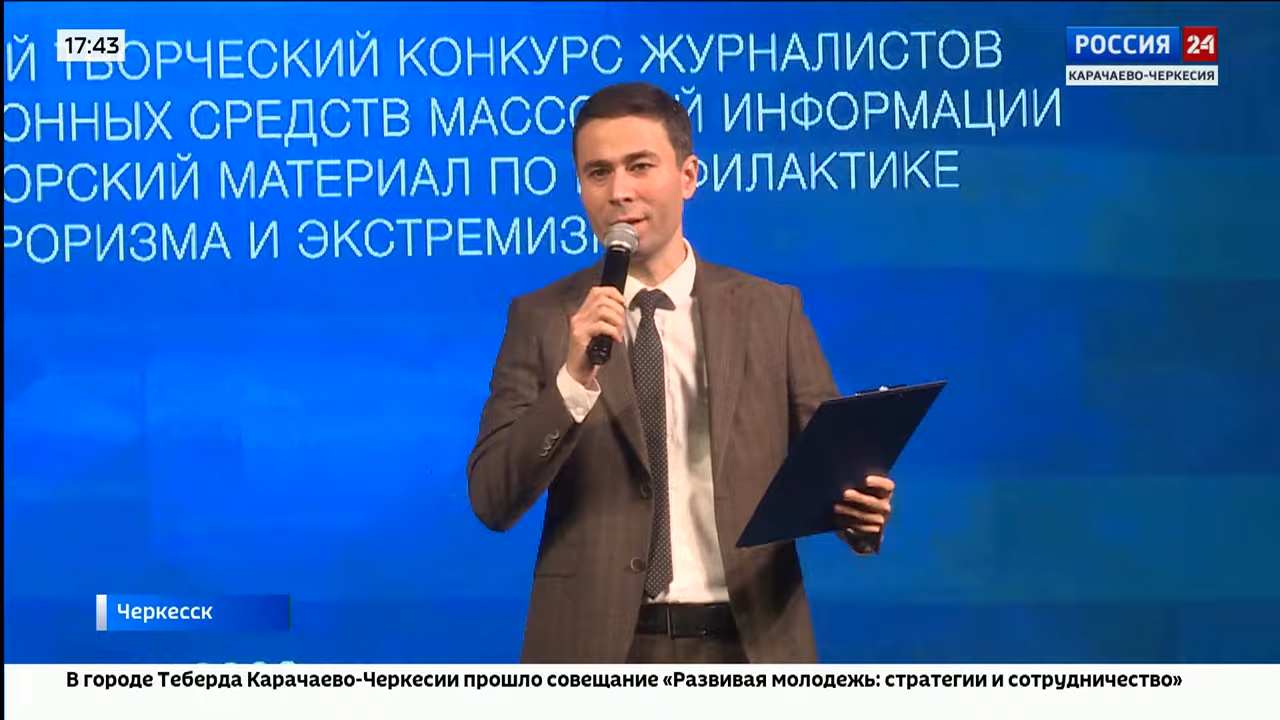 17:43
Й ТВОРЧЕСКИЙ КОНКУРС ЖУРНАЛИСТОВ
РОССИЯ 24
КАРАЧАЕВО-ЧЕРКЕСИЯ
ОННЫХ СРЕДСТВ МАССО Й ИНФОРМАЦИИ
ОРСКИЙ МАТЕРИАЛ ПО ФИЛАКТИКЕ
РОРИЗМА И ЭКСТРЕМИЗ
Черкесск
В городе Теберда Карачаево-Черкесии прошло совещание «Развивая молодежь: стратегии и сотрудничество»